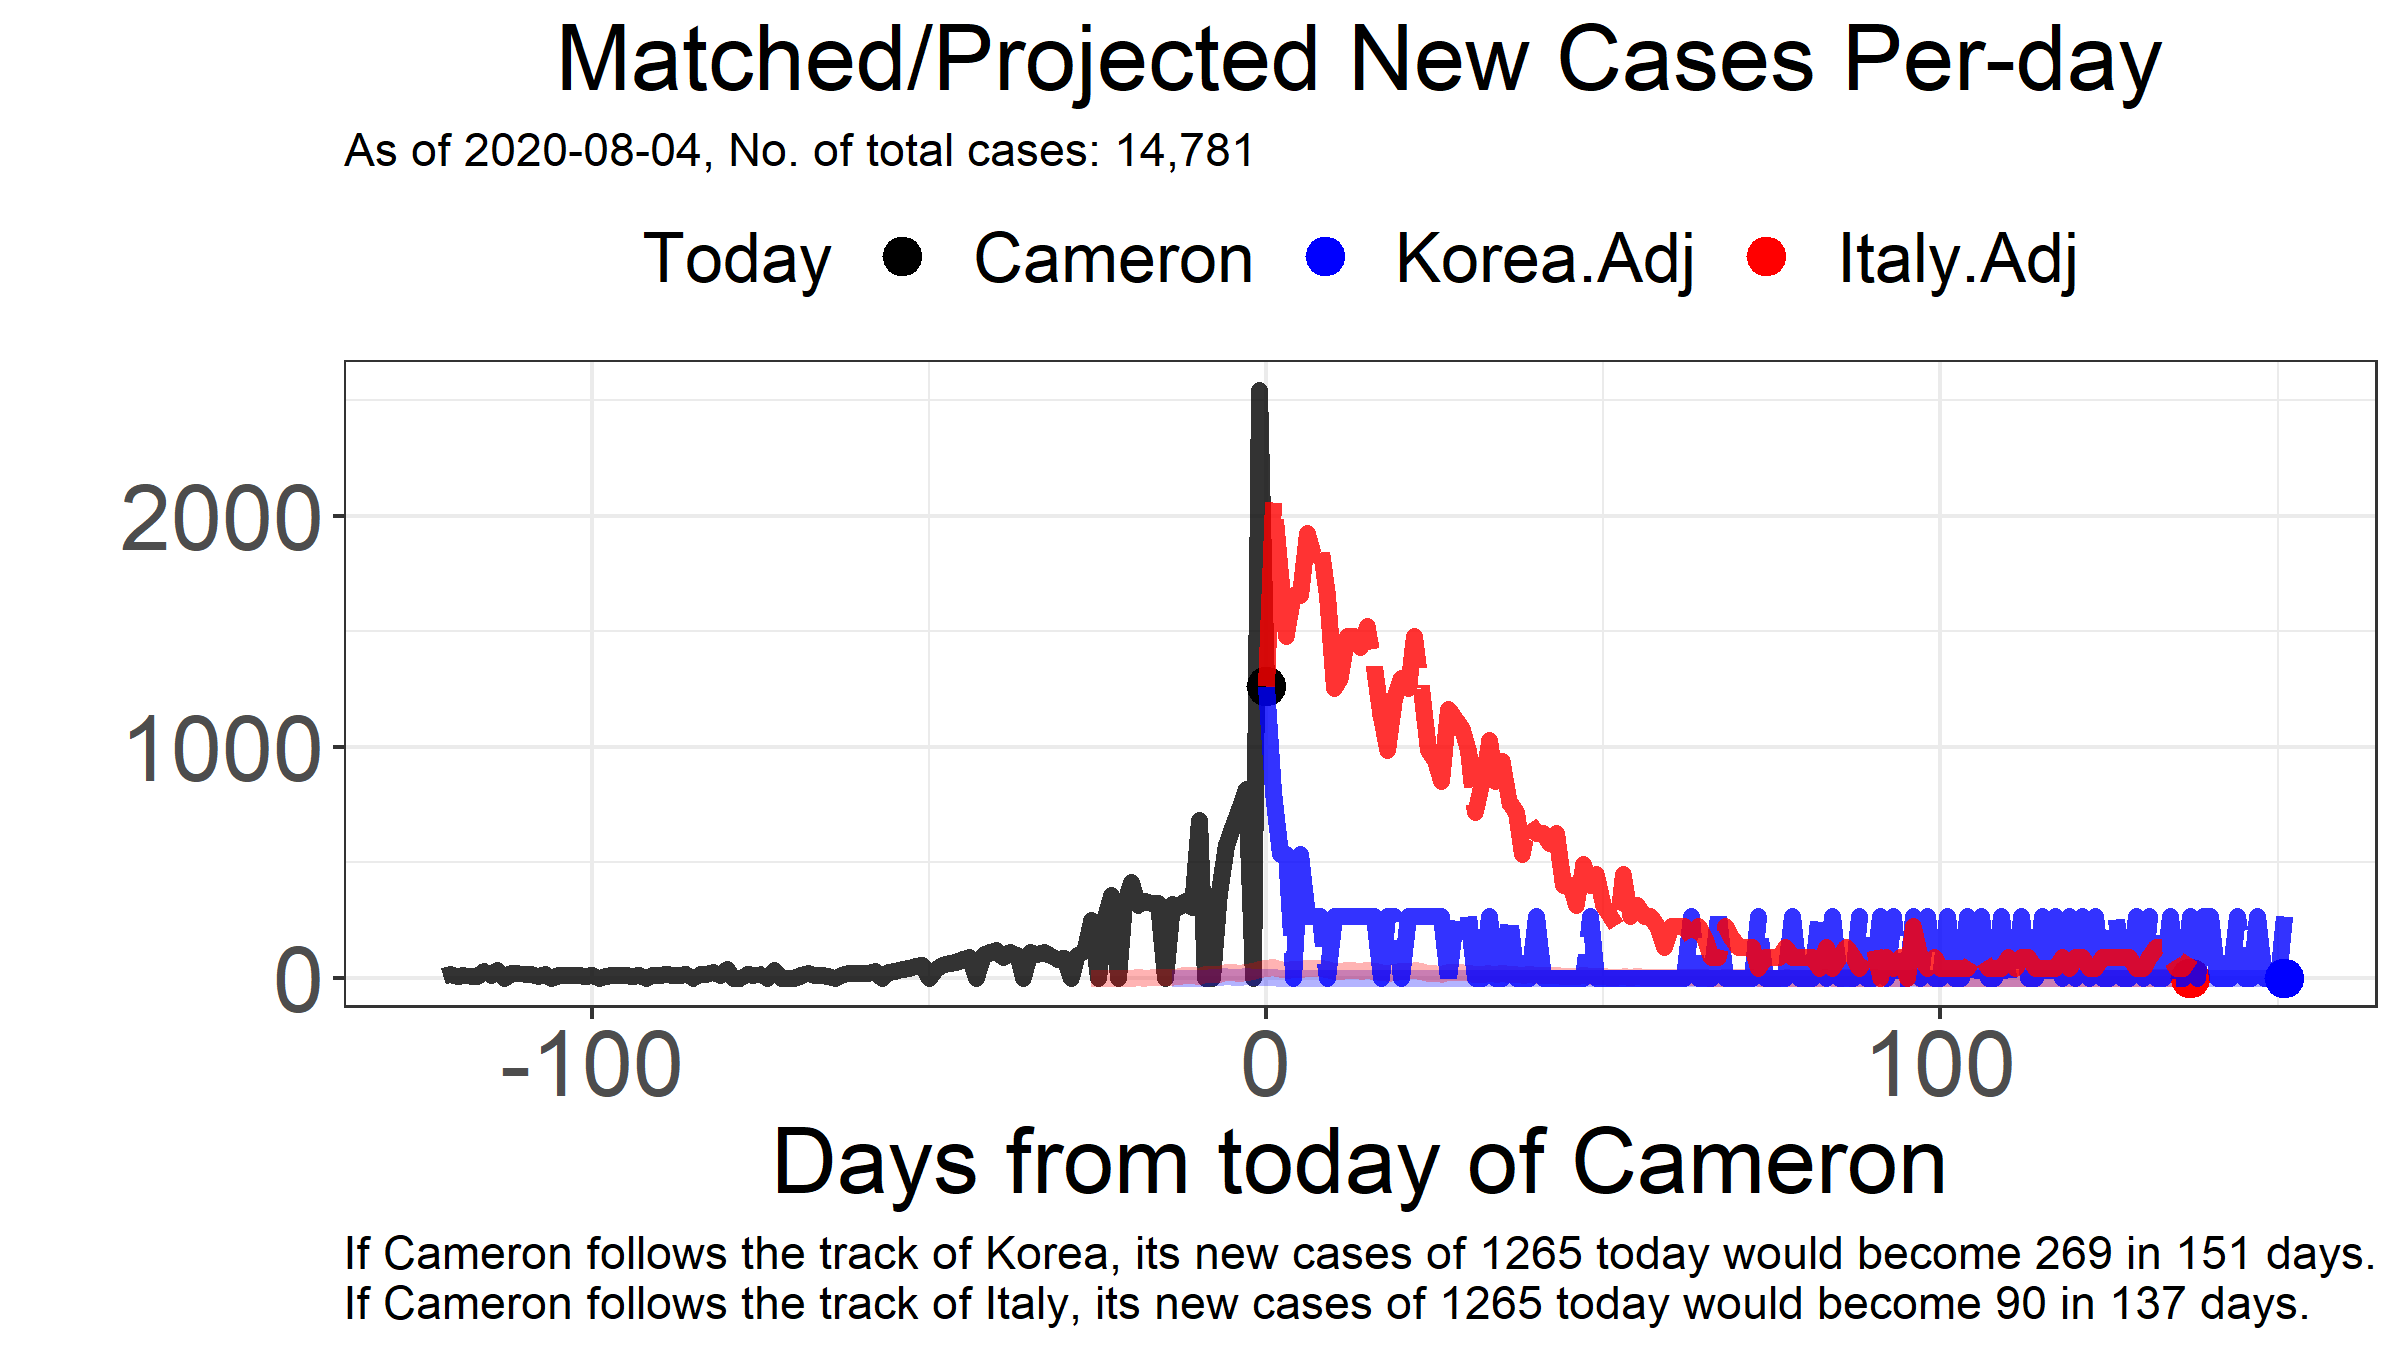 Matched/Projected New Cases Per-day
As of 2020-08-04, No. of total cases: 14,781
Today Cameron Korea.Adj Italy.Adj
2000
1000
0
-100 0 100
Days from today of Cameron
If Cameron follows the track of Korea, its new cases of 1265 today would become 269 in 151 days.
If Cameron follows the track of Italy, its new cases of 1265 today would become 90 in 137 days.